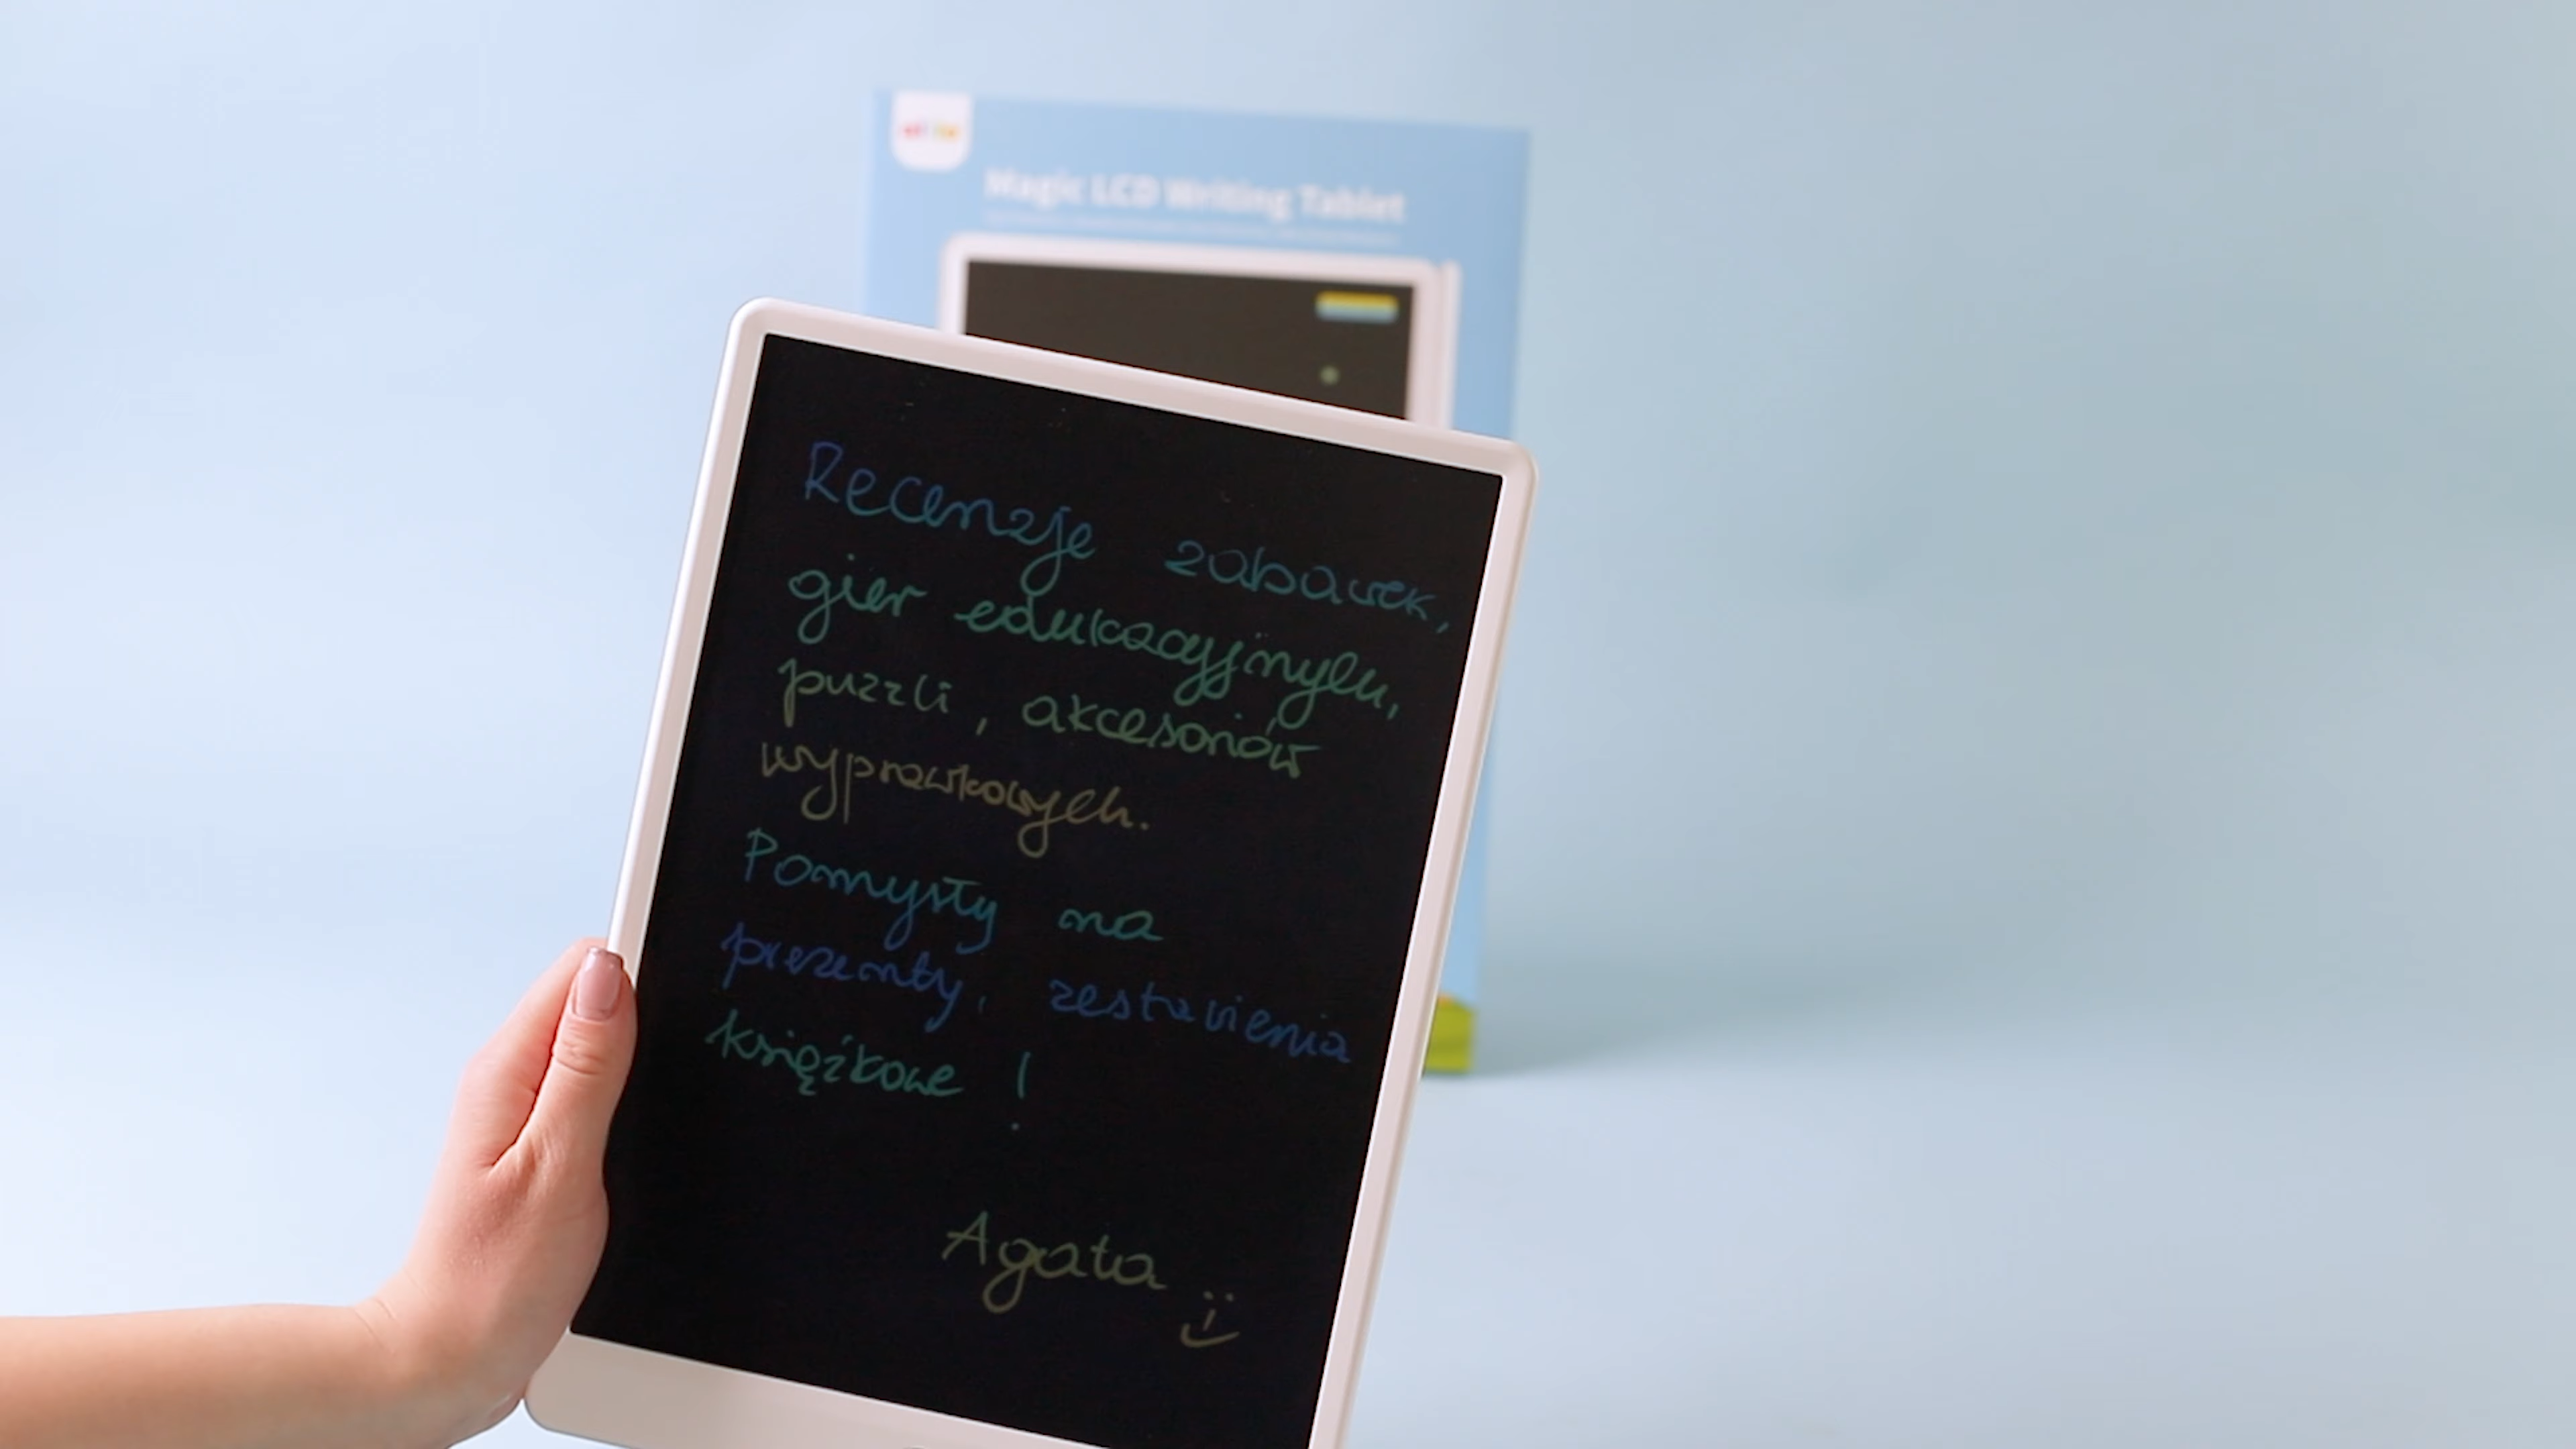 Magic LCD Writing Tablet
Recenzje zabawek,
gier edukacyjnych,
puzzli, akcesoriów
wyprawkowych.
Pomysły na
prezenty, zestawienia
książkowe!
Agata